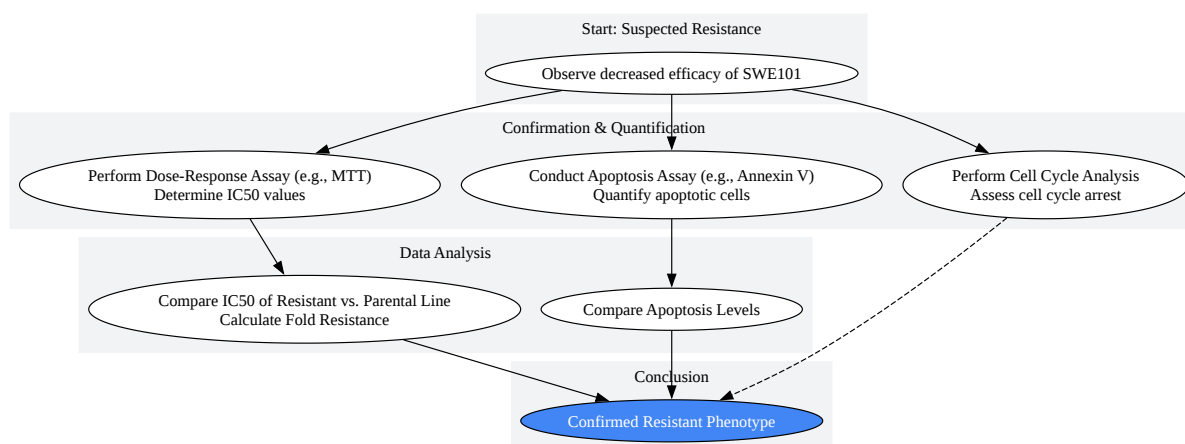 Start: Suspected Resistance
Observe decreased efficacy of SWE101
Confirmation & Quantification
Perform Dose-Response Assay (e.g., MTT)
Determine IC50 values
Conduct Apoptosis Assay (e.g., Annexin V)
Quantify apoptotic cells
Perform Cell Cycle Analysis
Assess cell cycle arrest
Data Analysis
Compare IC50 of Resistant vs. Parental Line
Calculate Fold Resistance
Compare Apoptosis Levels
Conclusion
Confirmed Resistant Phenotype